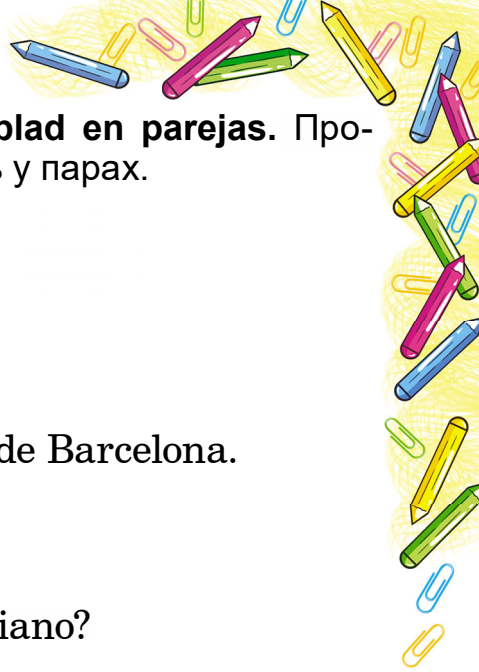 blad en parejas. Про-
ь у парах.
de Barcelona.
iano?